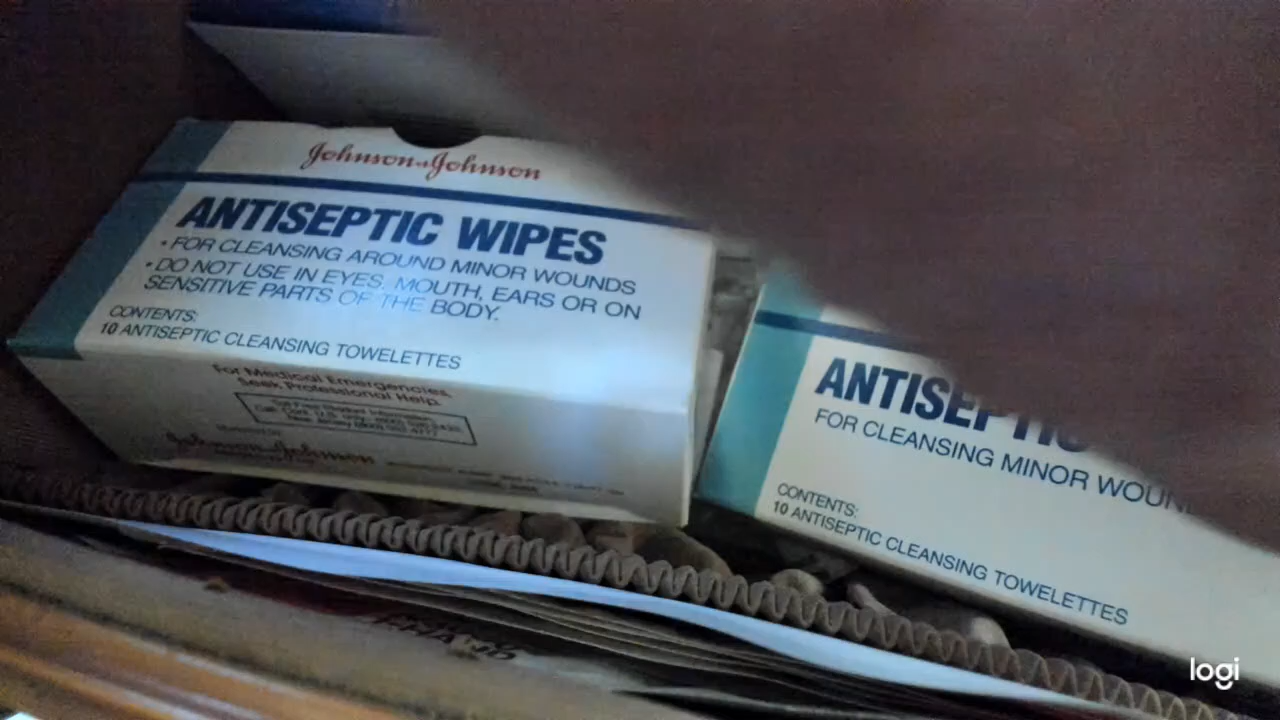 Johnson & Johnson
ANTISEPTIC WIPES
• FOR CLEANSING AROUND MINOR WOUNDS
• DO NOT USE IN EYES, MOUTH, EARS OR ON
SENSITIVE PARTS OF THE BODY.
CONTENTS:
10 ANTISEPTIC CLEANSING TOWELETTES
For Medical Emergencies
Seek Professional Help.
Johnson & Johnson
ANTISEPTIC
FOR CLEANSING MINOR WOUN
CONTENTS:
10 ANTISEPTIC CLEANSING TOWELETTES
logi